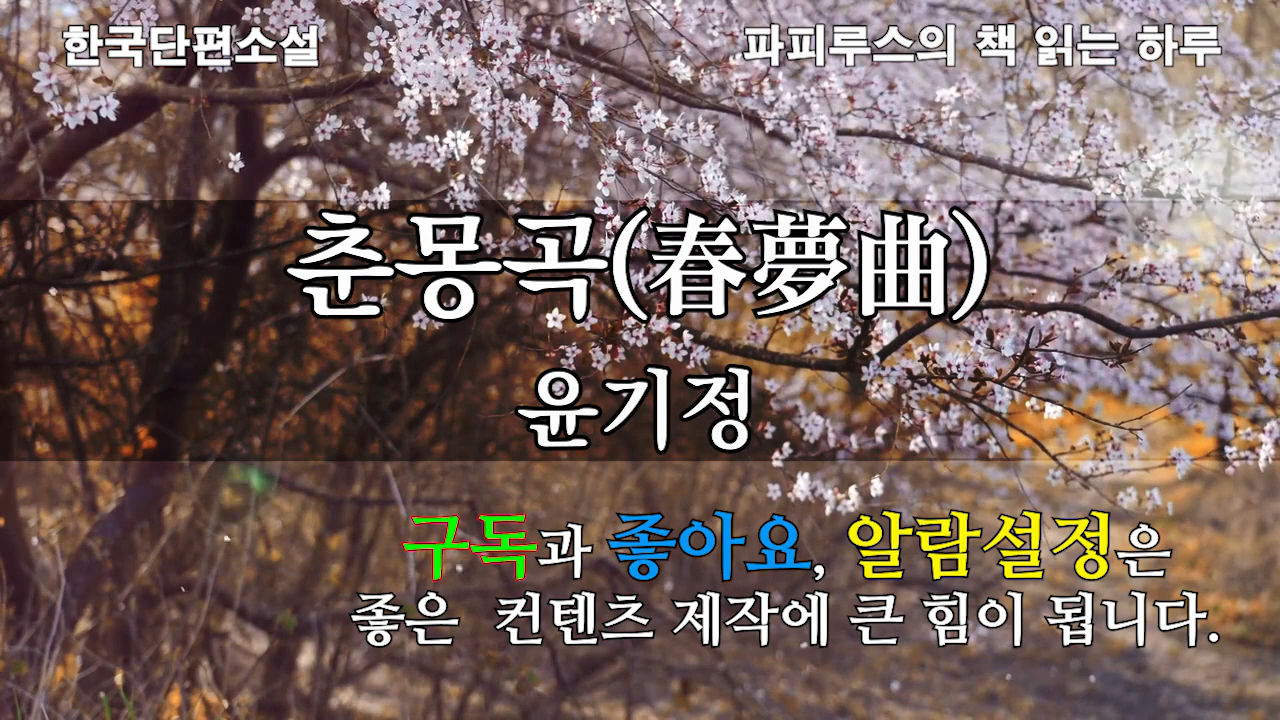 한국단편소설
파피루스의 책 읽는 하루
춘몽곡(春夢曲)
윤기정
구독과 좋아요, 알람설정은
좋은 컨텐츠 제작에 큰 힘이 됩니다.